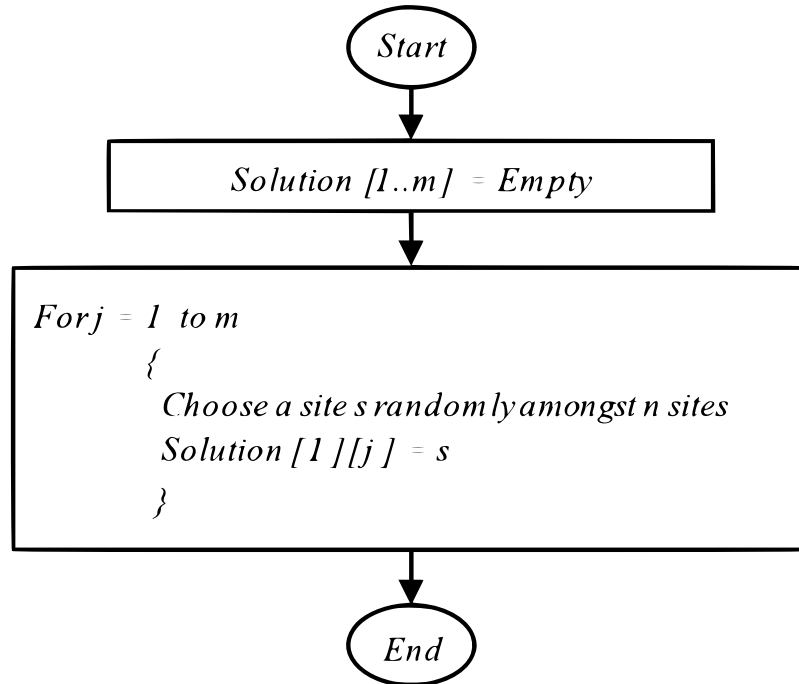 Start
Solution [1..m] = Empty
For j = 1 to m
{
Choose a site s randomly amongst n sites
Solution [1][j] = s
}
End